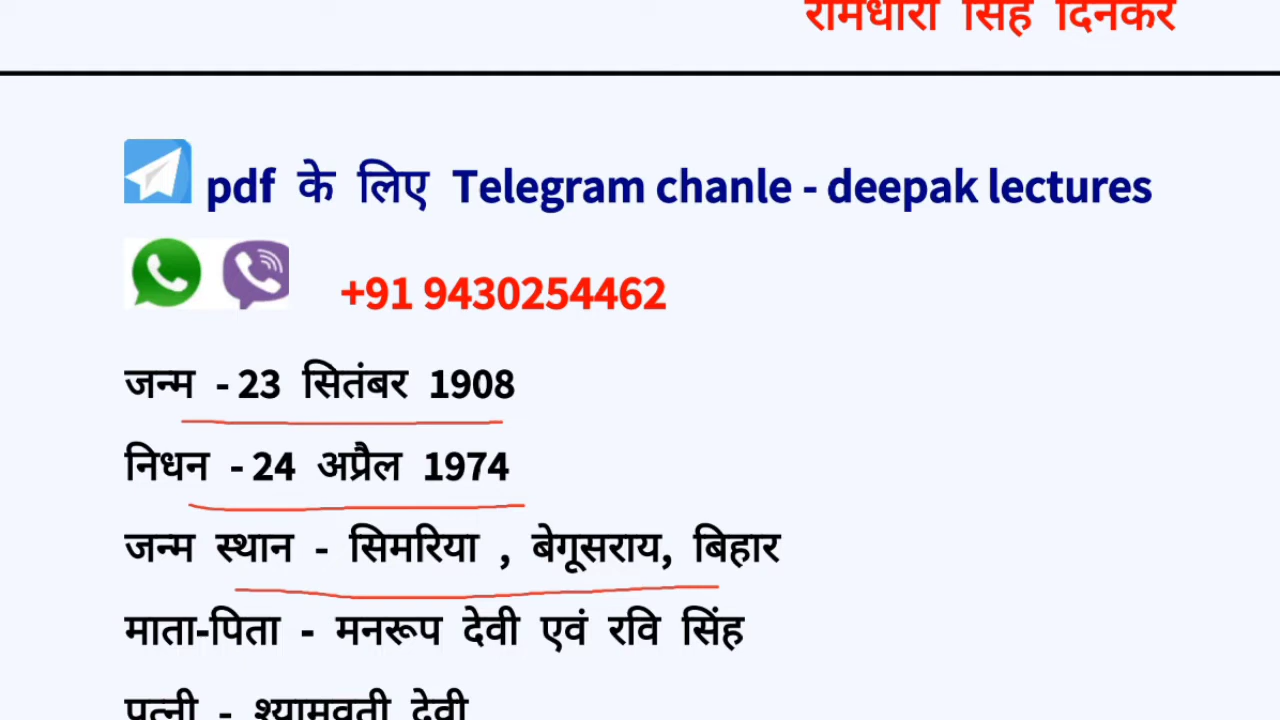 रामधारी सिंह दिनकर
pdf के लिए Telegram chanle - deepak lectures
+91 9430254462
जन्म - 23 सितंबर 1908
निधन - 24 अप्रैल 1974
जन्म स्थान - सिमरिया , बेगूसराय, बिहार
माता-पिता - मनरूप देवी एवं रवि सिंह
पत्नी - श्यामवती देवी